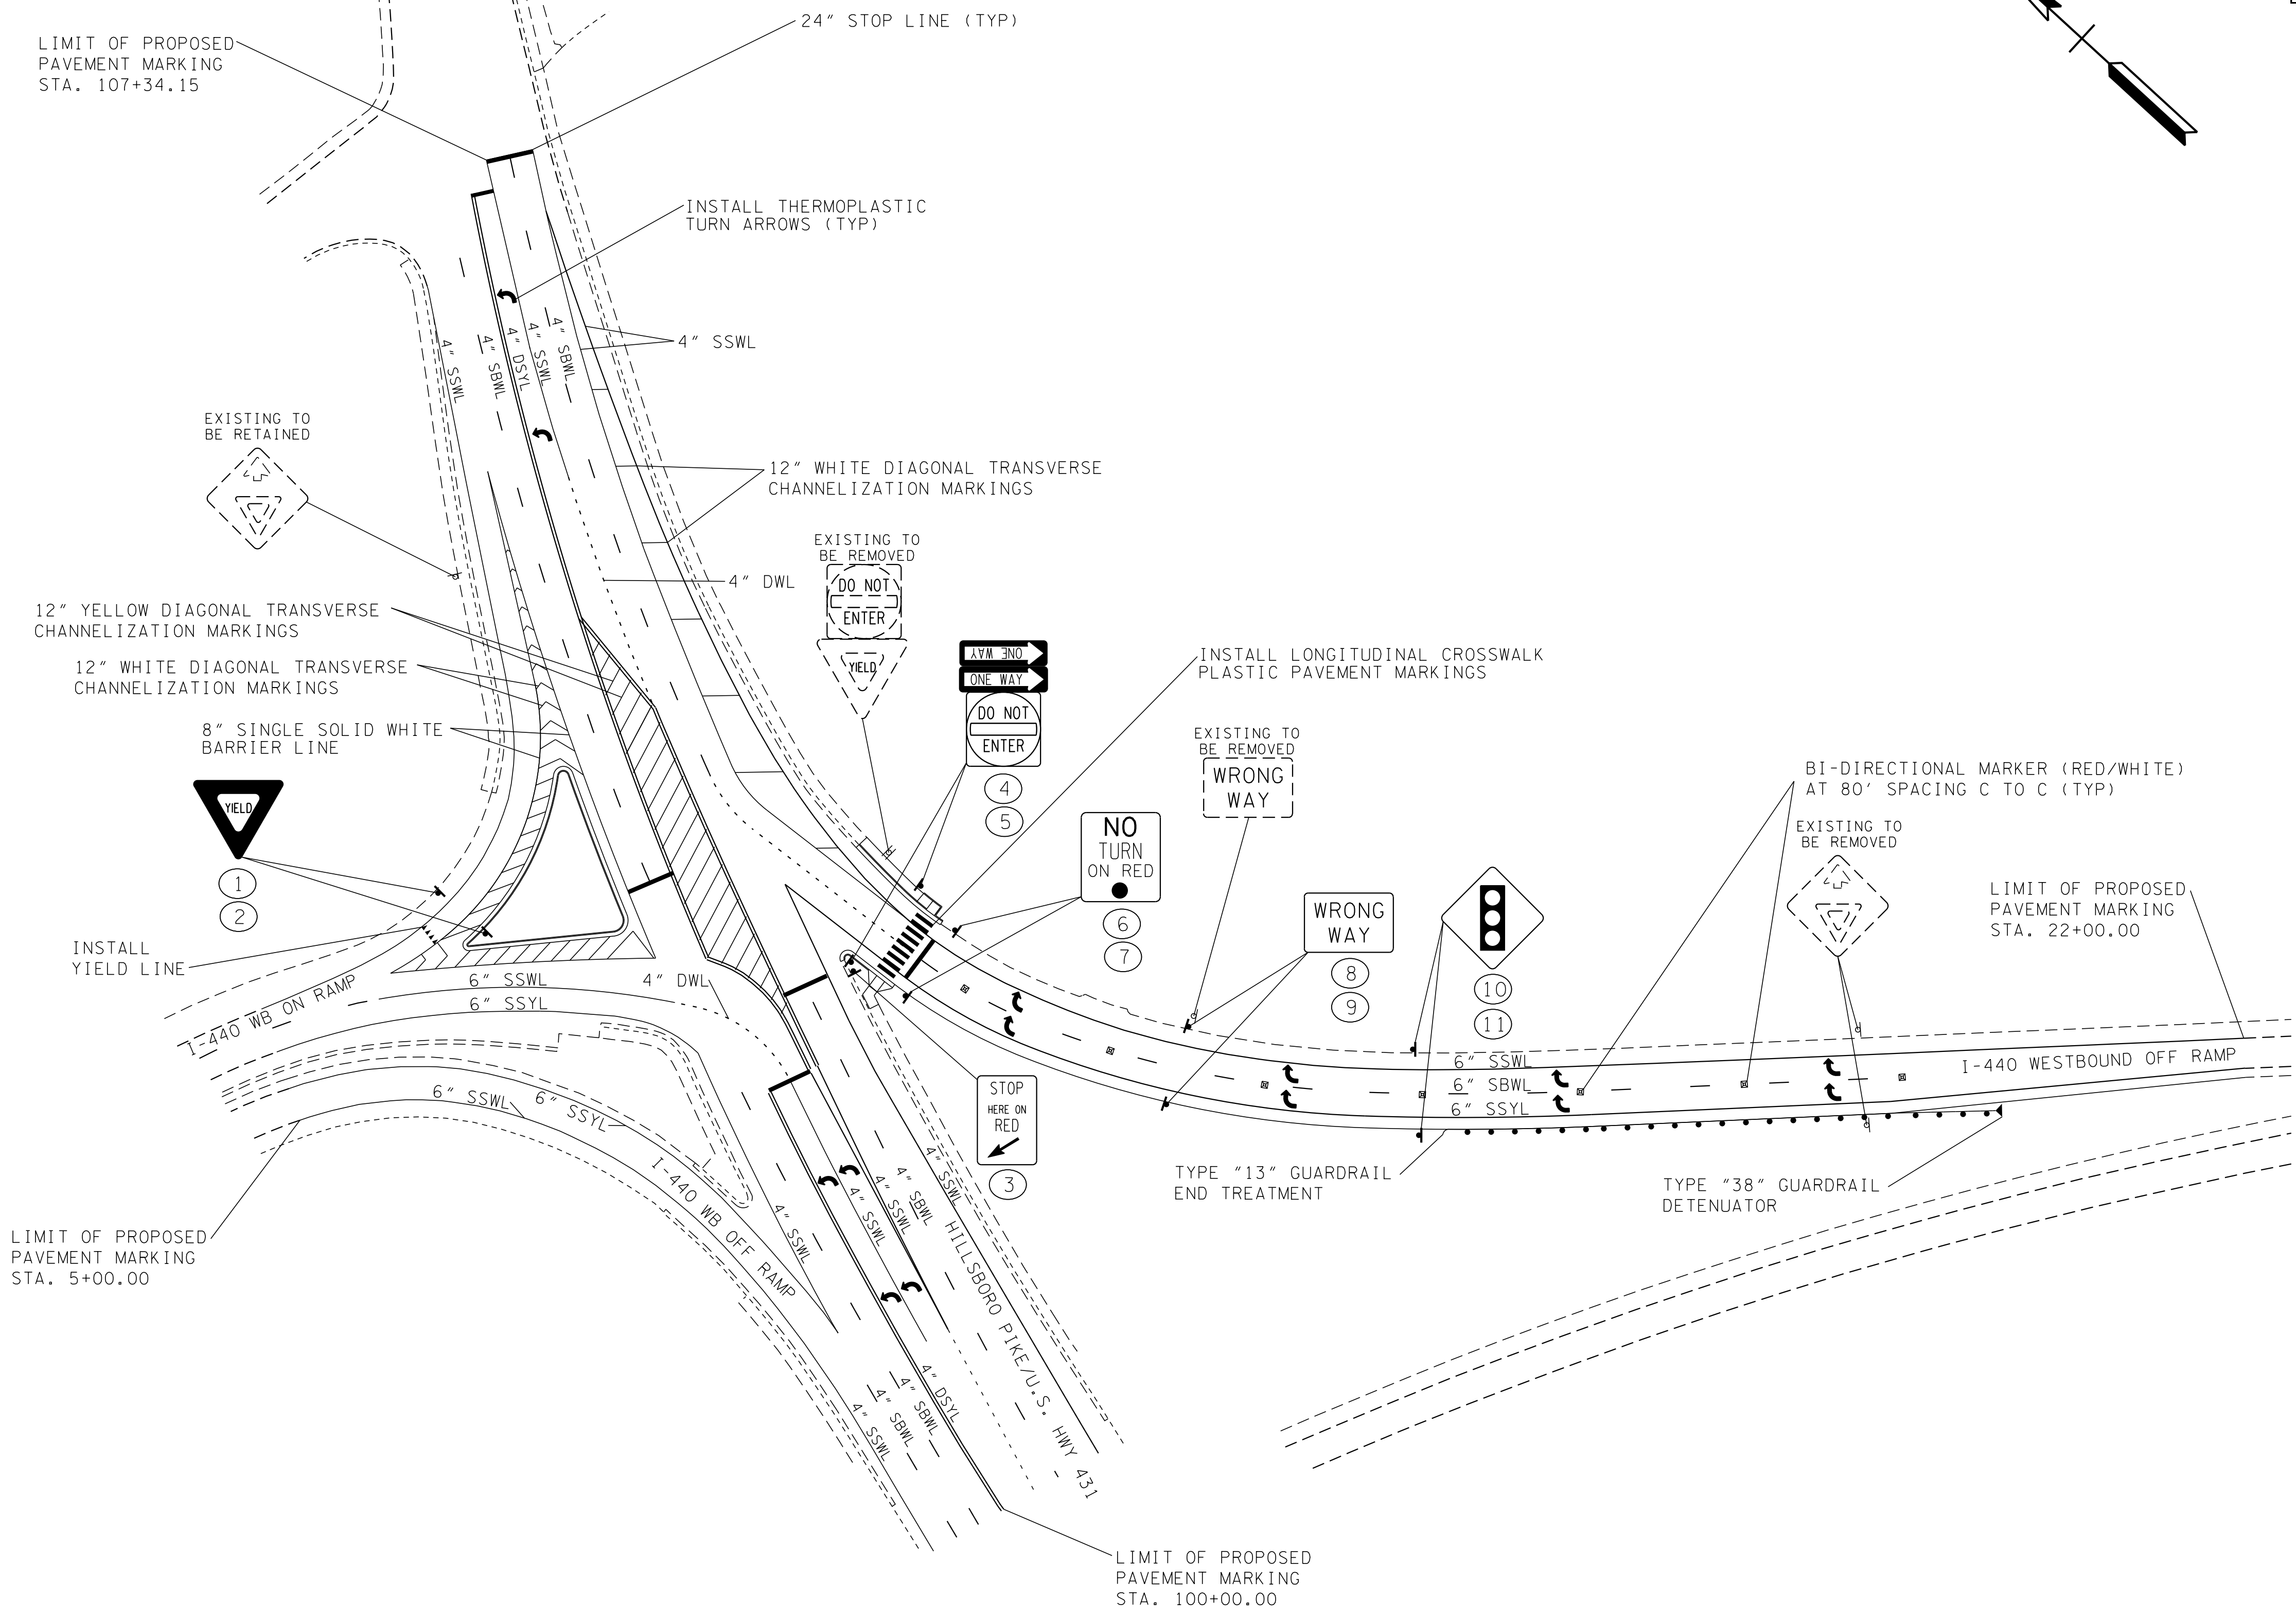 24" STOP LINE (TYP)
LIMIT OF PROPOSED
PAVEMENT MARKING
STA. 107+34.15
INSTALL THERMOPLASTIC
TURN ARROWS (TYP)
4" SSWL
4" SSWL
4" SBWL
4" DSYL
4" SSWL
4" SBWL
EXISTING TO
BE RETAINED
12" WHITE DIAGONAL TRANSVERSE
CHANNELIZATION MARKINGS
EXISTING TO
BE REMOVED
DO NOT
ENTER
YIELD
4" DWL
12" YELLOW DIAGONAL TRANSVERSE
CHANNELIZATION MARKINGS
12" WHITE DIAGONAL TRANSVERSE
CHANNELIZATION MARKINGS
8" SINGLE SOLID WHITE
BARRIER LINE
ONE WAY
ONE WAY
DO NOT
ENTER
4
5
INSTALL LONGITUDINAL CROSSWALK
PLASTIC PAVEMENT MARKINGS
EXISTING TO
BE REMOVED
WRONG
WAY
BI-DIRECTIONAL MARKER (RED/WHITE)
AT 80' SPACING C TO C (TYP)
EXISTING TO
BE REMOVED
YIELD
1
2
NO
TURN
ON RED
6
7
WRONG
WAY
8
9
10
11
LIMIT OF PROPOSED
PAVEMENT MARKING
STA. 22+00.00
INSTALL
YIELD LINE
I-440 WB ON RAMP
6" SSWL
6" SSYL
4" DWL
6" SSWL
6" SBWL
6" SSYL
I-440 WESTBOUND OFF RAMP
6" SSWL
6" SSYL
I-440 WB OFF RAMP
STOP
HERE ON
RED
3
TYPE "13" GUARDRAIL
END TREATMENT
TYPE "38" GUARDRAIL
DETENUATOR
4" SSWL
4" SSWL
4" SSWL
4" SBWL
4" SSWL
HILLSBORO PIKE/U.S. HWY 431
LIMIT OF PROPOSED
PAVEMENT MARKING
STA. 5+00.00
4" SSWL
4" SBWL
4" SBWL
4" DSYL
LIMIT OF PROPOSED
PAVEMENT MARKING
STA. 100+00.00